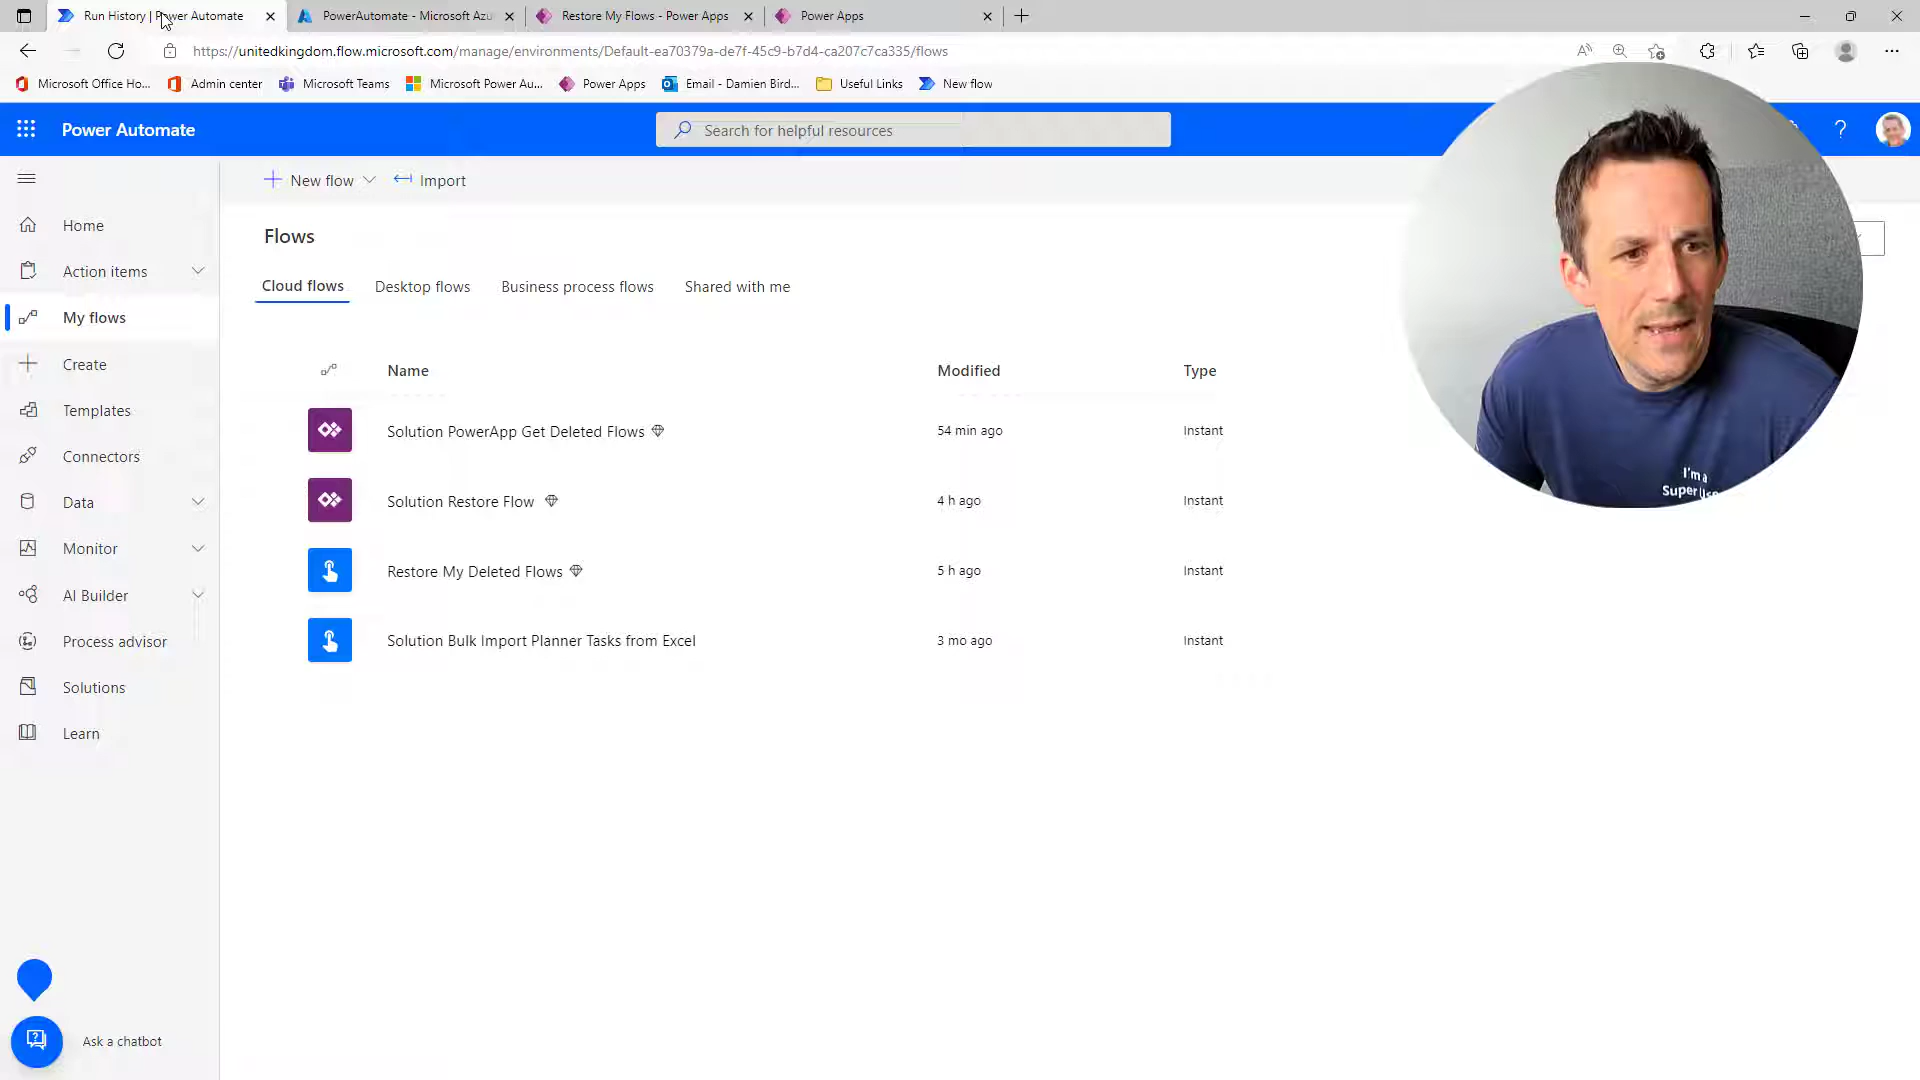 Run History | Power Automate
PowerAutomate - Microsoft Azu
Restore My Flows - Power Apps
Power Apps
https://unitedkingdom.flow.microsoft.com/manage/environments/Default-ea70379a-de7f-45c9-b7d4-ca207c7ca335/flows
Microsoft Office Ho...
Admin center
Microsoft Teams
Microsoft Power Au...
Power Apps
Email - Damien Bird...
Useful Links
New flow
Power Automate
Search for helpful resources
New flow
Import
Home
Action items
My flows
Create
Templates
Connectors
Data
Monitor
AI Builder
Process advisor
Solutions
Learn
Ask a chatbot
Flows
Cloud flows
Desktop flows
Business process flows
Shared with me
Name Modified Type
Solution PowerApp Get Deleted Flows 54 min ago Instant
Solution Restore Flow 4 h ago Instant
Restore My Deleted Flows 5 h ago Instant
Solution Bulk Import Planner Tasks from Excel 3 mo ago Instant
I'm a
Super